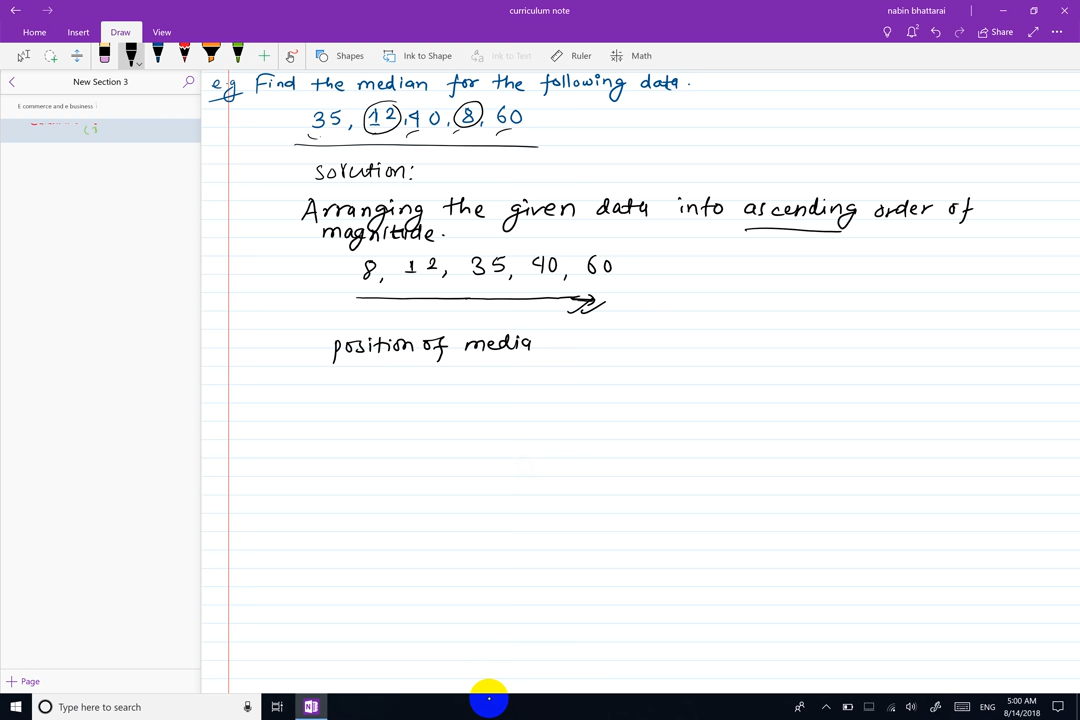 curriculum note
nabin bhattarai
Home Insert Draw View
Share
Shapes Ink to Shape Ink to Text Ruler Math
New Section 3
E commerce and e business
e.g Find the median for the following data.
35, 12, 40, 8, 60
Solution:
Arranging the given data into ascending order of
magnitude.
8, 12, 35, 40, 60
position of media
+ Page
Type here to search
ENG
5:00 AM
8/14/2018